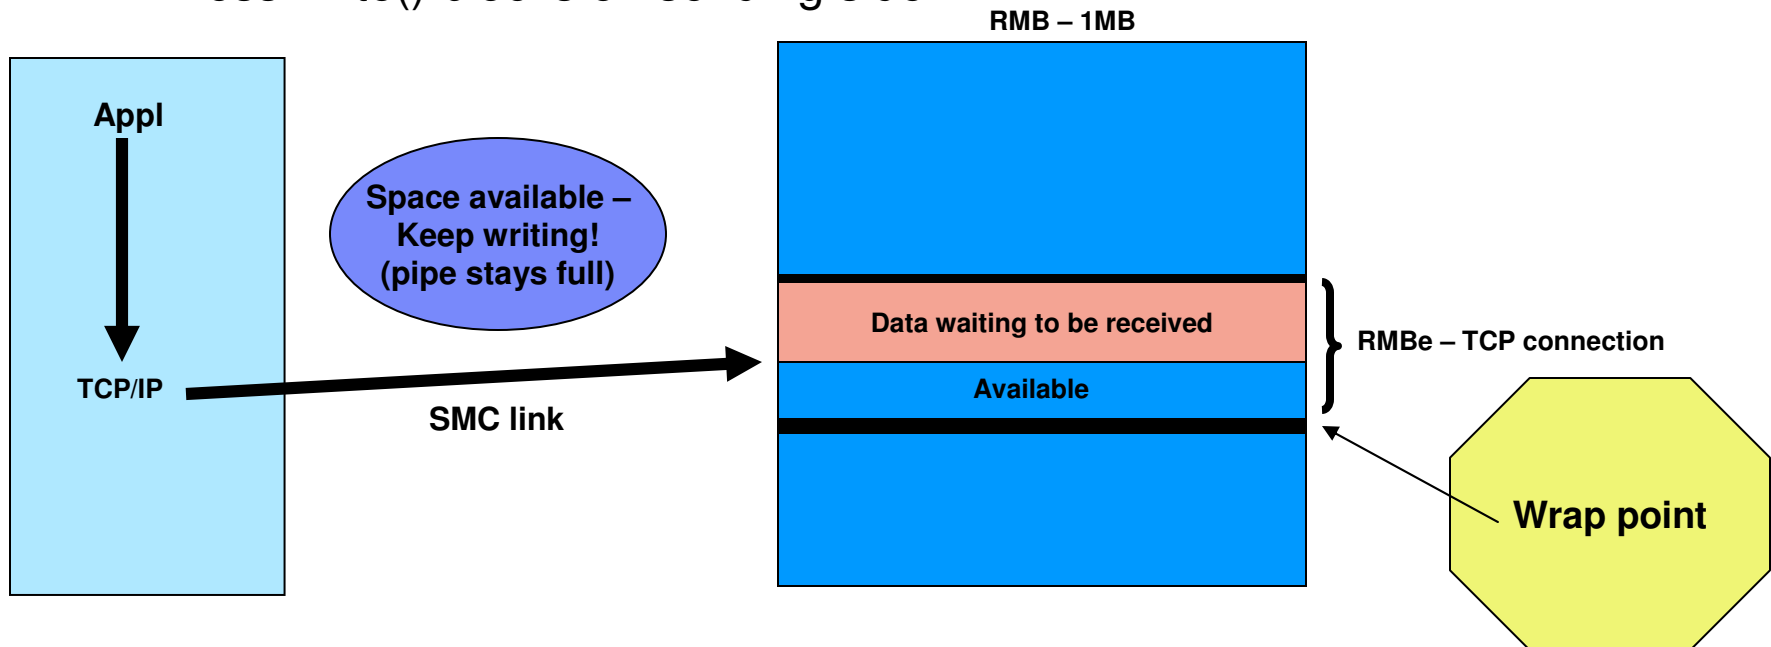 RMB – 1MB
Appl
Space available –
Keep writing!
(pipe stays full)
Data waiting to be received
RMBe – TCP connection
TCP/IP
Available
SMC link
Wrap point